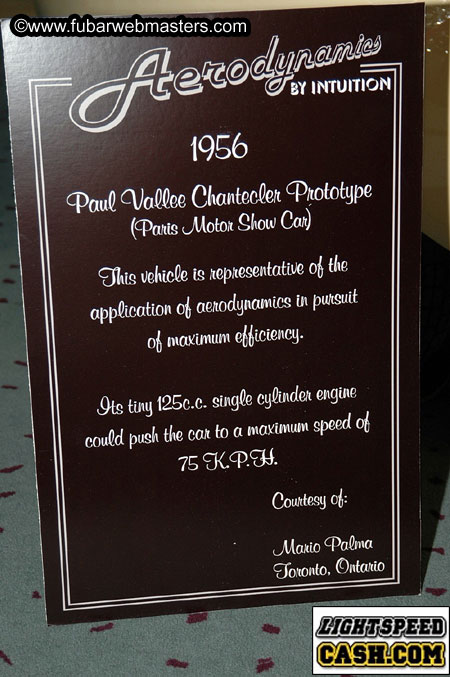 ©www.fubarwebmasters.com
Aerodynamics
BY INTUITION
1956
Paul Vallee Chantecler Prototype
(Paris Motor Show Car)
This vehicle is representative of the
application of aerodynamics in pursuit
of maximum efficiency.
Its tiny 125c.c. single cylinder engine
could push the car to a maximum speed of
75 K.P.H.
Courtesy of:
Mario Palma
Toronto, Ontario
LIGHTSPEED
CASH.COM